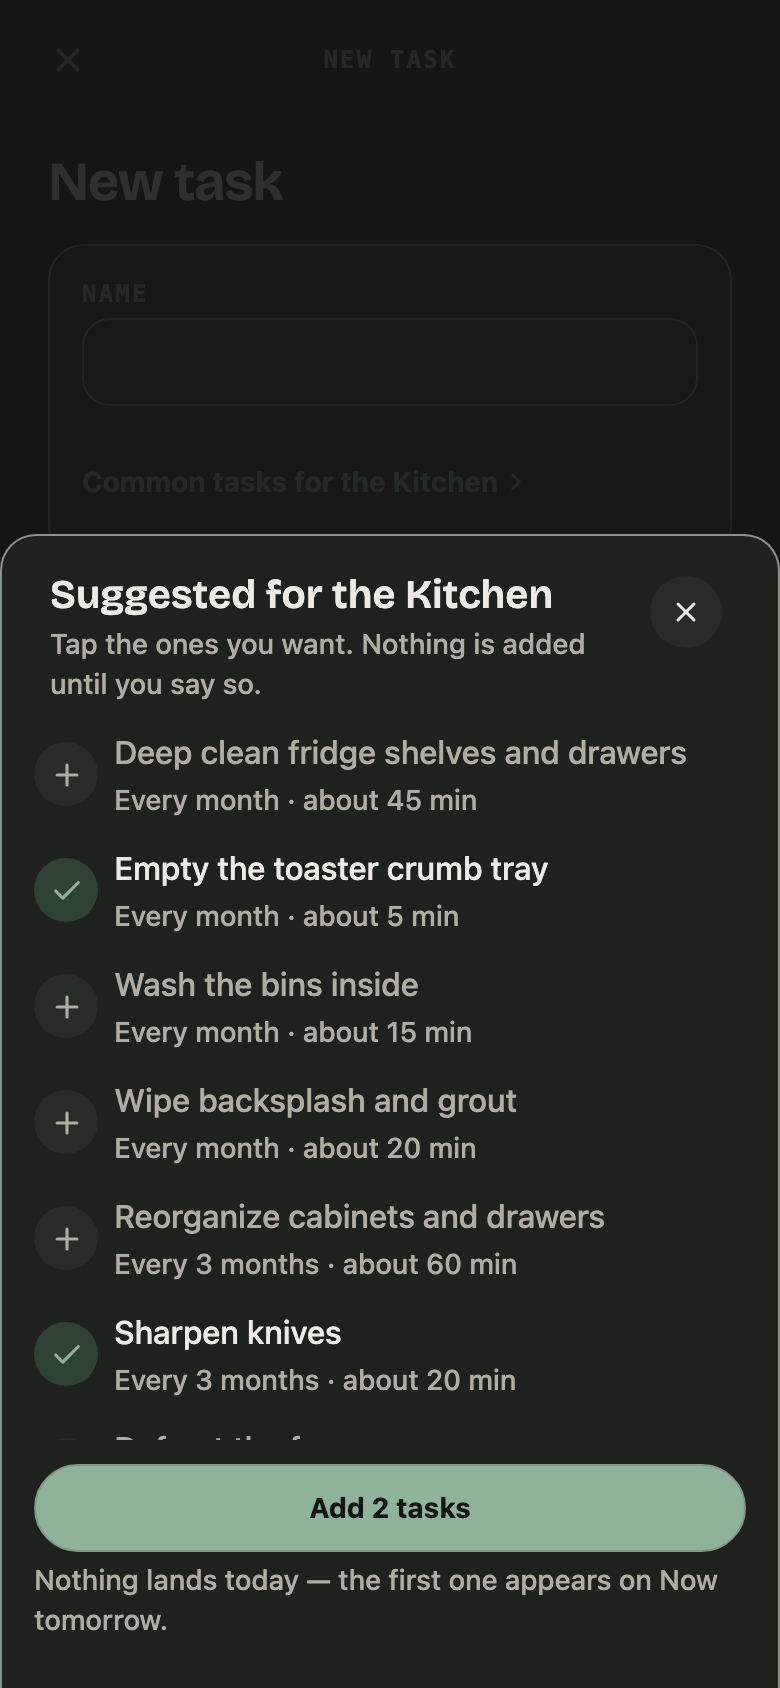 NEW TASK
New task
NAME
Common tasks for the Kitchen
Suggested for the Kitchen
Tap the ones you want. Nothing is added
until you say so.
Deep clean fridge shelves and drawers
Every month · about 45 min
Empty the toaster crumb tray
Every month · about 5 min
Wash the bins inside
Every month · about 15 min
Wipe backsplash and grout
Every month · about 20 min
Reorganize cabinets and drawers
Every 3 months · about 60 min
Sharpen knives
Every 3 months · about 20 min
Add 2 tasks
Nothing lands today — the first one appears on Now
tomorrow.